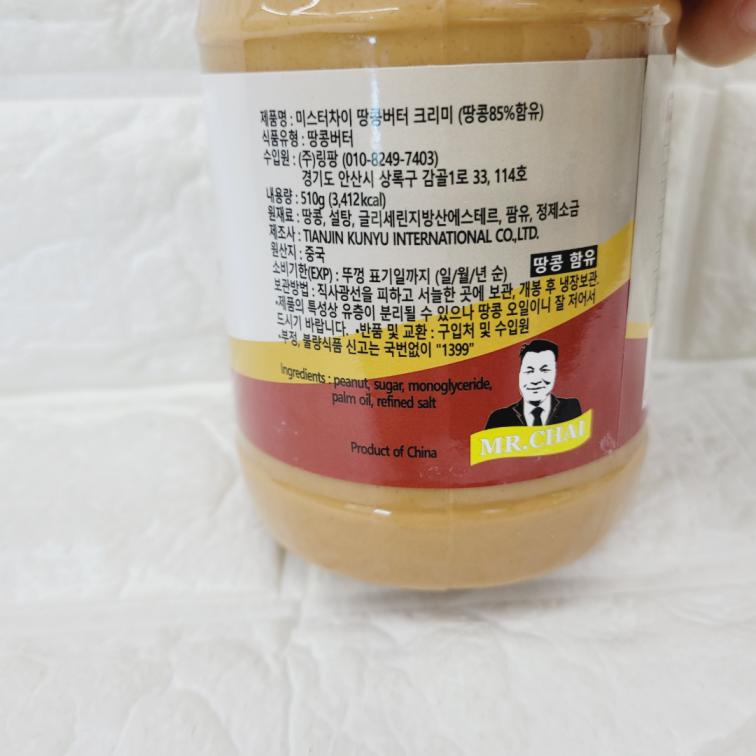 제품명 : 미스터차이 땅콩버터 크리미 (땅콩85%함유)
식품유형 : 땅콩버터
수입원 : (주)링팡 (010-8249-7403)
경기도 안산시 상록구 감골1로 33, 114호
내용량 : 510g (3,412kcal)
원재료 : 땅콩, 설탕, 글리세린지방산에스테르, 팜유, 정제소금
제조사 : TIANJIN KUNYU INTERNATIONAL CO.,LTD.
원산지 : 중국
땅콩 함유
소비기한(EXP) : 뚜껑 표기일까지 (일/월/년 순)
보관방법 : 직사광선을 피하고 서늘한 곳에 보관, 개봉 후 냉장보관.
•제품의 특성상 유층이 분리될 수 있으나 땅콩 오일이니 잘 저어서
드시기 바랍니다. •반품 및 교환 : 구입처 및 수입원
•부정, 불량식품 신고는 국번없이 "1399"
Ingredients : peanut, sugar, monoglyceride,
palm oil, refined salt
Product of China
MR.CHAI